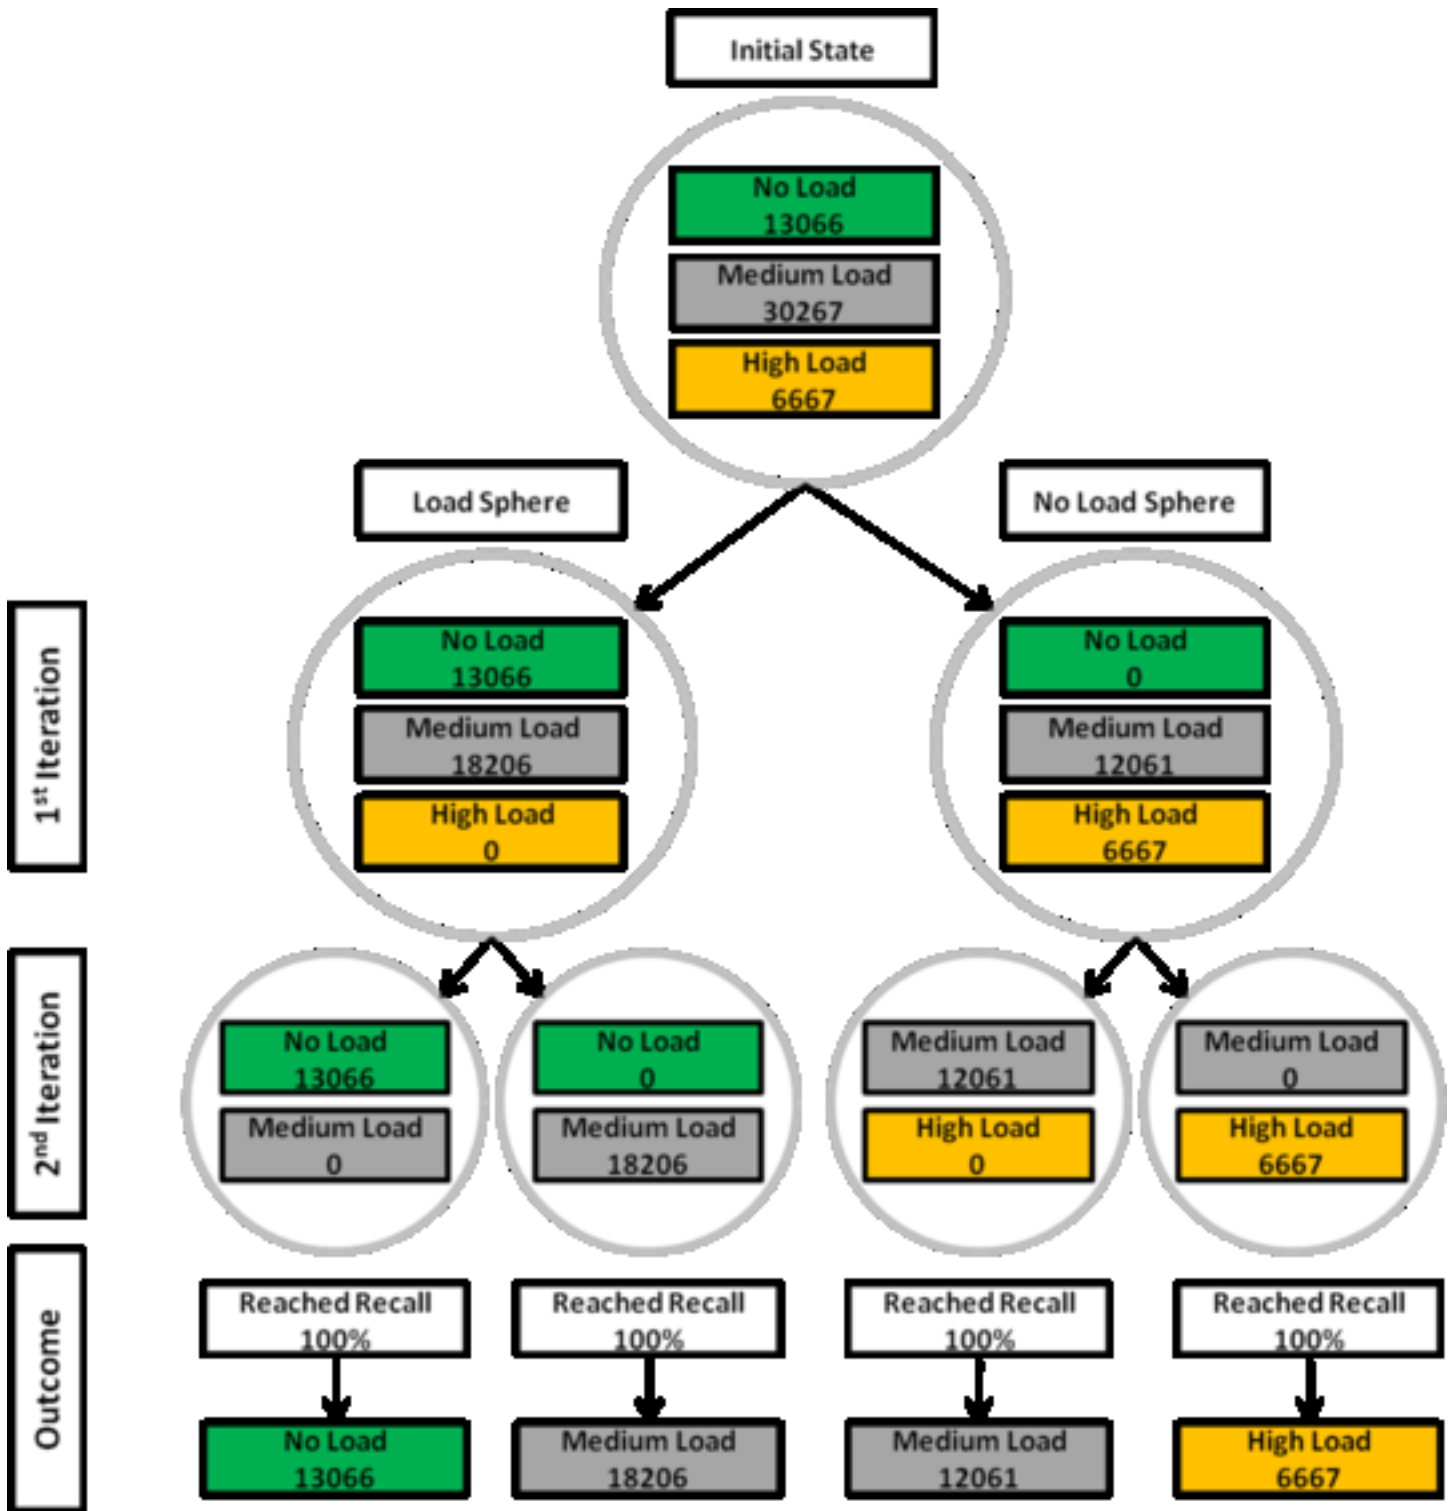 Initial State
No Load
13066
Medium Load
30267
High Load
6667
Load Sphere
No Load Sphere
1st Iteration
No Load
13066
Medium Load
18206
High Load
0
No Load
0
Medium Load
12061
High Load
6667
2nd Iteration
No Load
13066
Medium Load
0
No Load
0
Medium Load
18206
Medium Load
12061
High Load
0
Medium Load
0
High Load
6667
Outcome
Reached Recall
100%
Reached Recall
100%
Reached Recall
100%
Reached Recall
100%
No Load
13066
Medium Load
18206
Medium Load
12061
High Load
6667